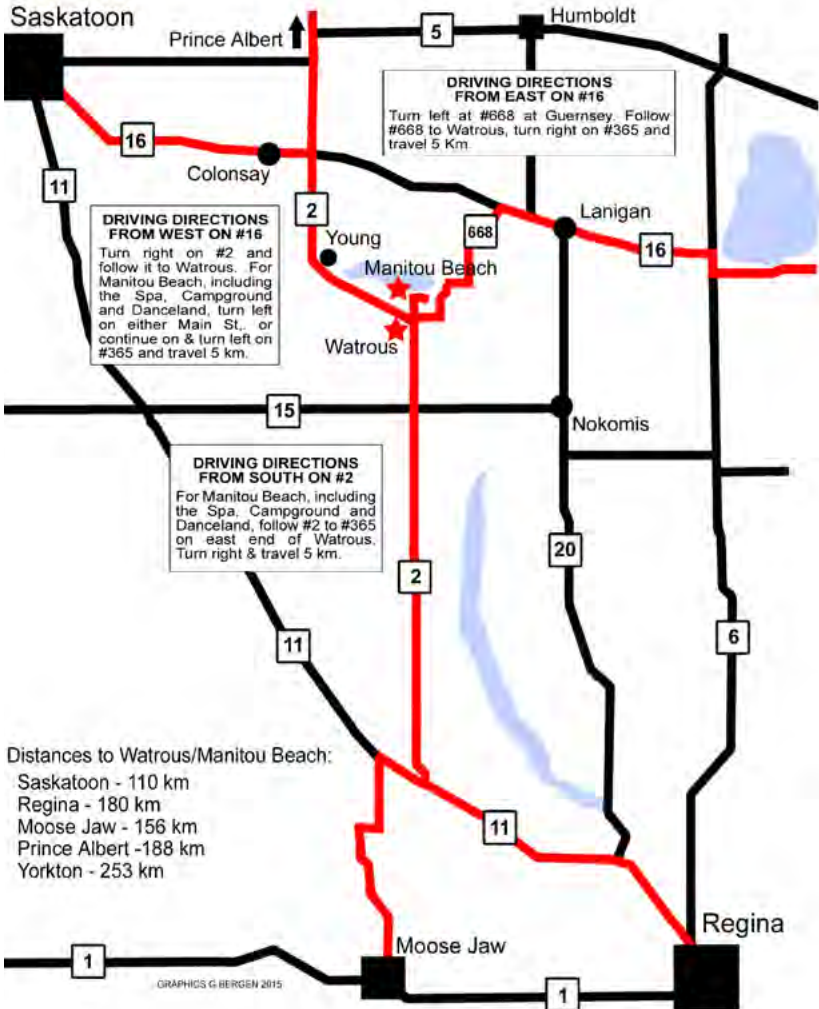 Saskatoon
Prince Albert
5
Humboldt
DRIVING DIRECTIONS
FROM EAST ON #16
Turn left at #668 at Guernsey. Follow
#668 to Watrous, turn right on #365 and
travel 5 Km
16
Colonsay
11
2
668
Lanigan
16
DRIVING DIRECTIONS
FROM WEST ON #16
Turn right on #2 and
follow it to Watrous. For
Manitou Beach, including
the Spa, Campground
and Danceland, turn left
on either Main St,. or
continue on & turn left on
#365 and travel 5 km.
Young
Manitou Beach
Watrous
15
Nokomis
DRIVING DIRECTIONS
FROM SOUTH ON #2
For Manitou Beach, including
the Spa, Campground and
Danceland, follow #2 to #365
on east end of Watrous.
Turn right & travel 5 km.
2
20
6
11
Distances to Watrous/Manitou Beach:
Saskatoon - 110 km
Regina - 180 km
Moose Jaw - 156 km
Prince Albert -188 km
Yorkton - 253 km
11
Regina
Moose Jaw
1
GRAPHICS G BERGEN 2015
1